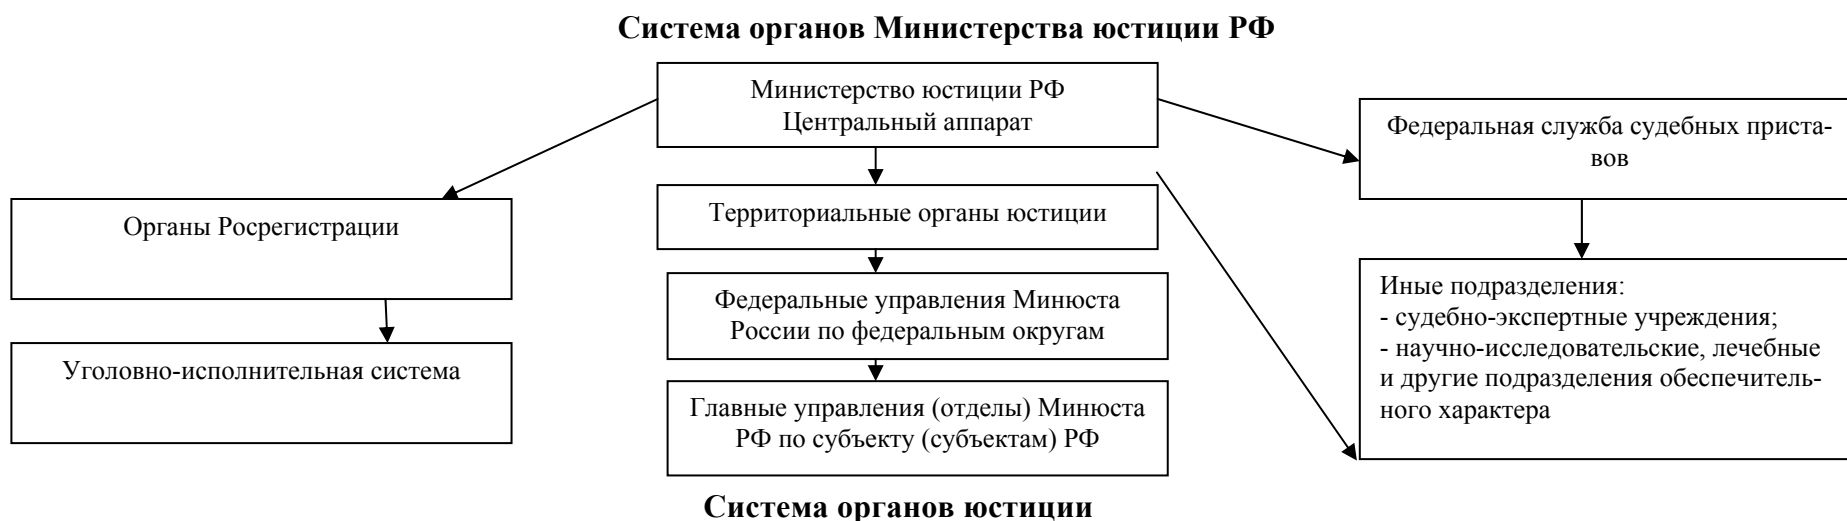 Система органов Министерства юстиции РФ
Министерство юстиции РФ
Центральный аппарат
Федеральная служба судебных приста-
вов
Органы Росрегистрации
Территориальные органы юстиции
Федеральные управления Минюста
России по федеральным округам
Иные подразделения:
- судебно-экспертные учреждения;
- научно-исследовательские, лечебные
и другие подразделения обеспечитель-
ного характера
Уголовно-исполнительная система
Главные управления (отделы) Минюста
РФ по субъекту (субъектам) РФ
Система органов юстиции